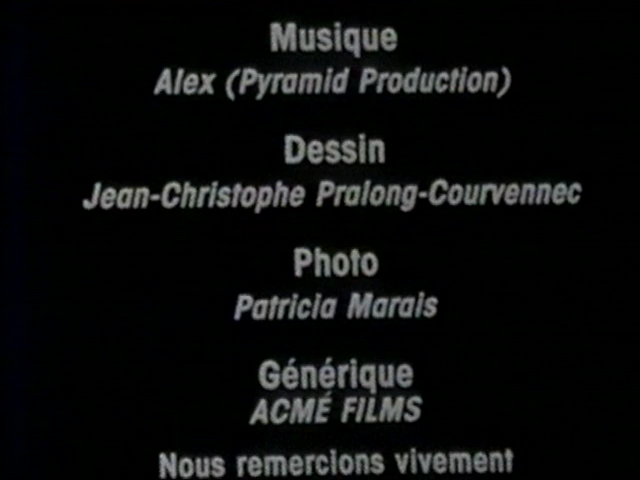 Musique
Alex (Pyramid Production)
Dessin
Jean-Christophe Pralong-Courvennec
Photo
Patricia Marais
Générique
ACMÉ FILMS
Nous remercions vivement